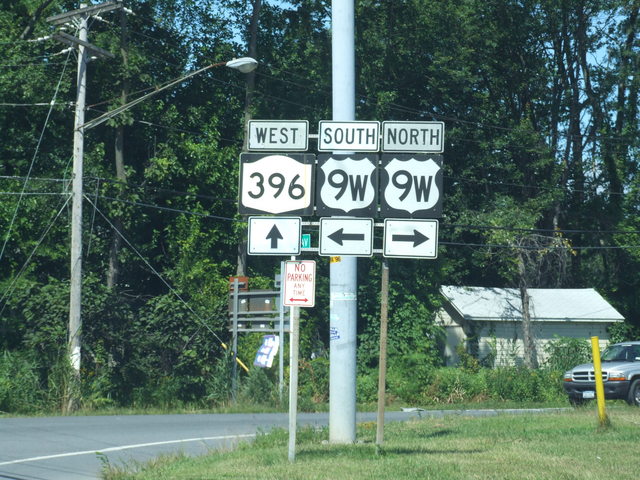 WEST SOUTH NORTH
396 9W 9W
NO
PARKING
ANY
TIME